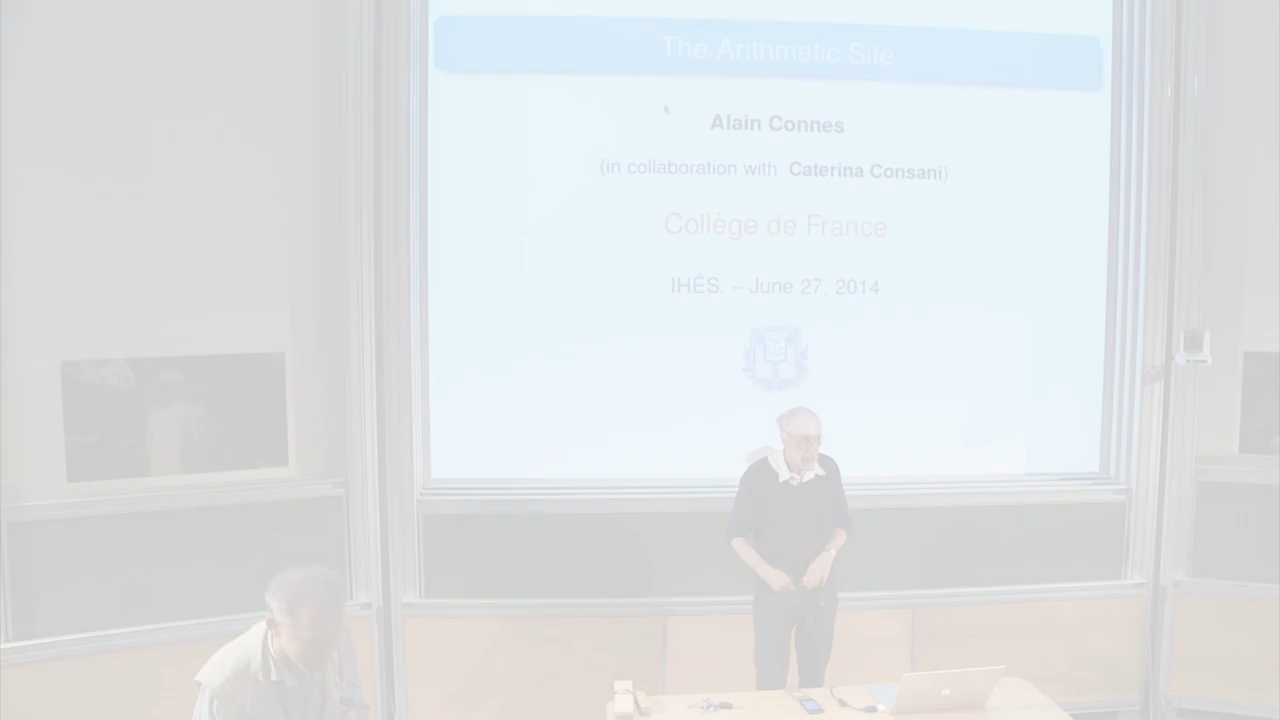 The Arithmetic Site
Alain Connes
(in collaboration with Caterina Consani)
Collège de France
IHÉS. – June 27, 2014